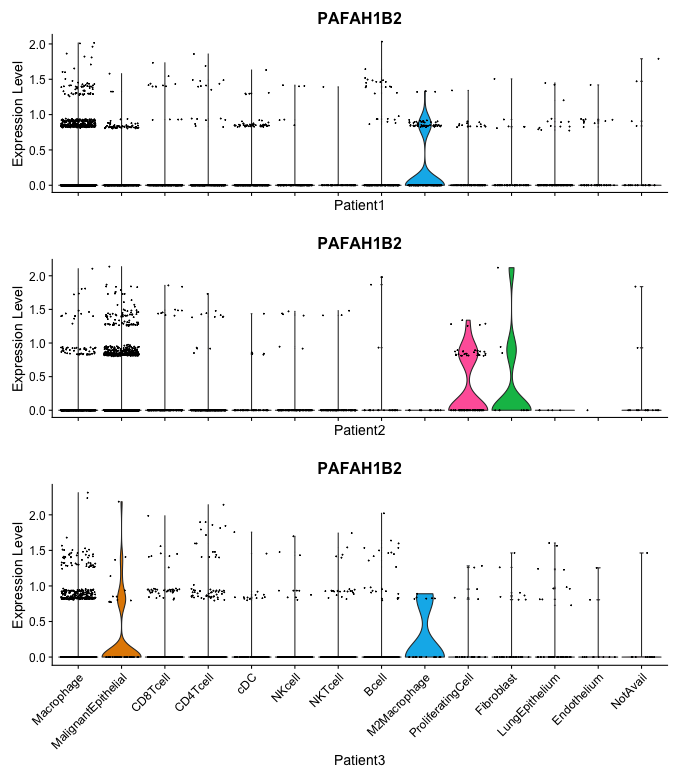 PAFAH1B2
Expression Level
2.0
1.5
1.0
0.5
0.0
Patient1
PAFAH1B2
Expression Level
2.0
1.5
1.0
0.5
0.0
Patient2
PAFAH1B2
Expression Level
2.0
1.5
1.0
0.5
0.0
Macrophage
MalignantEpithelial
CD8Tcell
CD4Tcell
cDC
NKcell
NKTcell
Bcell
M2Macrophage
ProliferatingCell
Fibroblast
LungEpithelium
Endothelium
NotAvail
Patient3